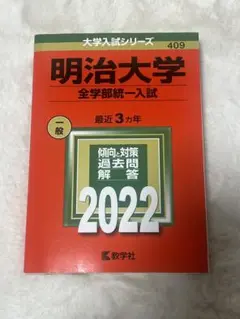 大学入試シリーズ
409
明治大学
全学部統一入試
最近3カ年
一般
傾向と対策
過去問
解答
2022
教学社